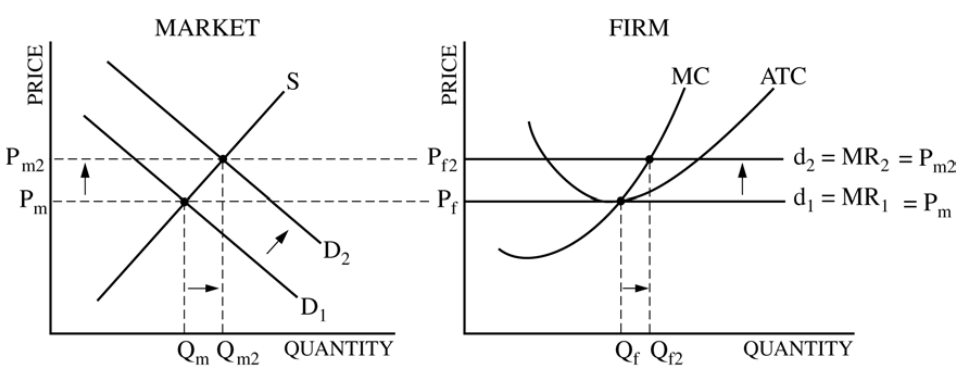 MARKET
PRICE
S
P_m2
P_m
D_2
D_1
Q_m Q_m2 QUANTITY
FIRM
PRICE
MC ATC
P_f2
d_2 = MR_2 = P_m2
P_f
d_1 = MR_1 = P_m
Q_f Q_f2 QUANTITY